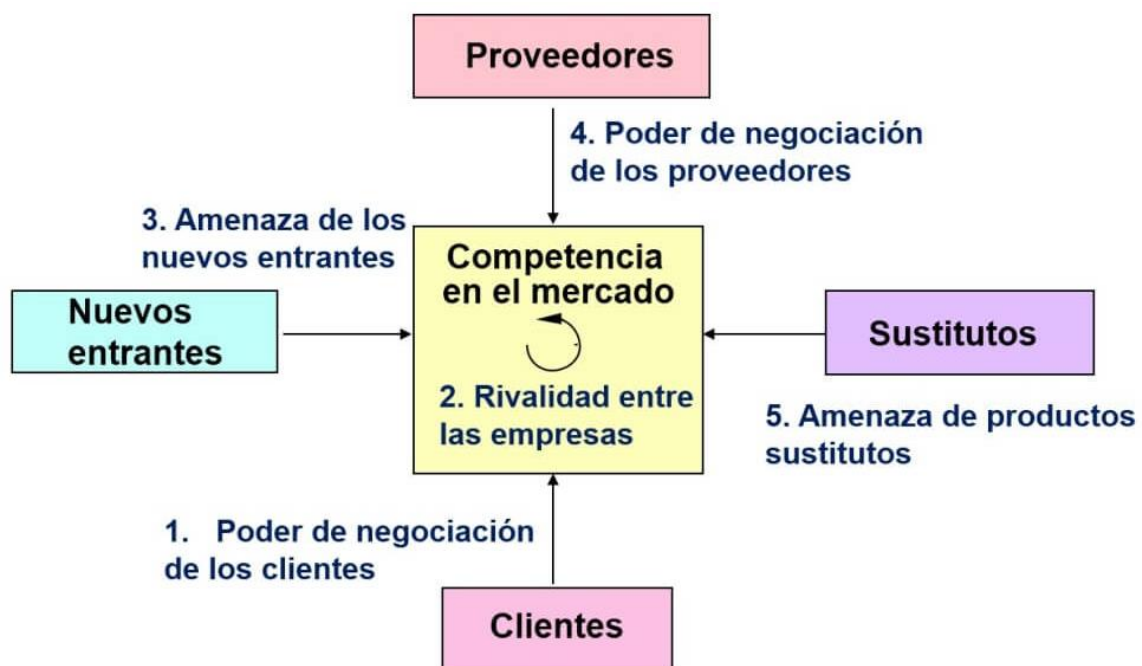 Proveedores
4. Poder de negociación
de los proveedores
3. Amenaza de los
nuevos entrantes
Competencia
en el mercado
Nuevos
entrantes
Sustitutos
2. Rivalidad entre
las empresas
5. Amenaza de productos
sustitutos
1. Poder de negociación
de los clientes
Clientes